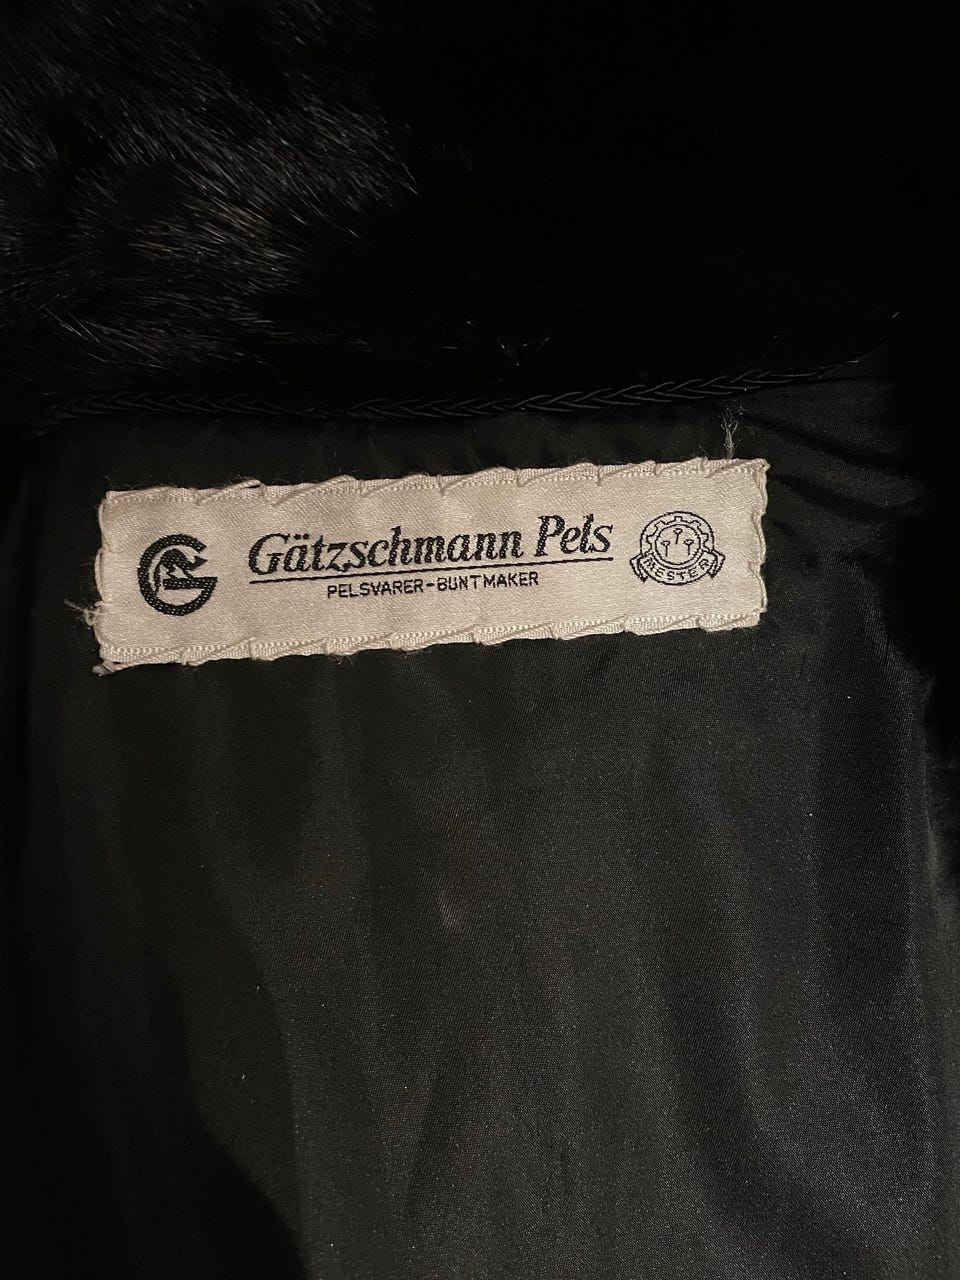 G
Gätzschmann Pels
PELSVARER-BUNTMAKER
MESTER